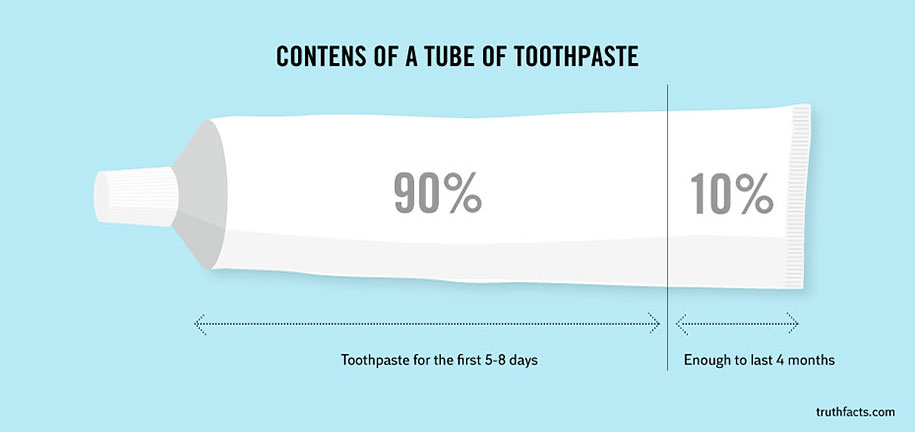 CONTENS OF A TUBE OF TOOTHPASTE
90%
10%
Toothpaste for the first 5-8 days
Enough to last 4 months
truthfacts.com